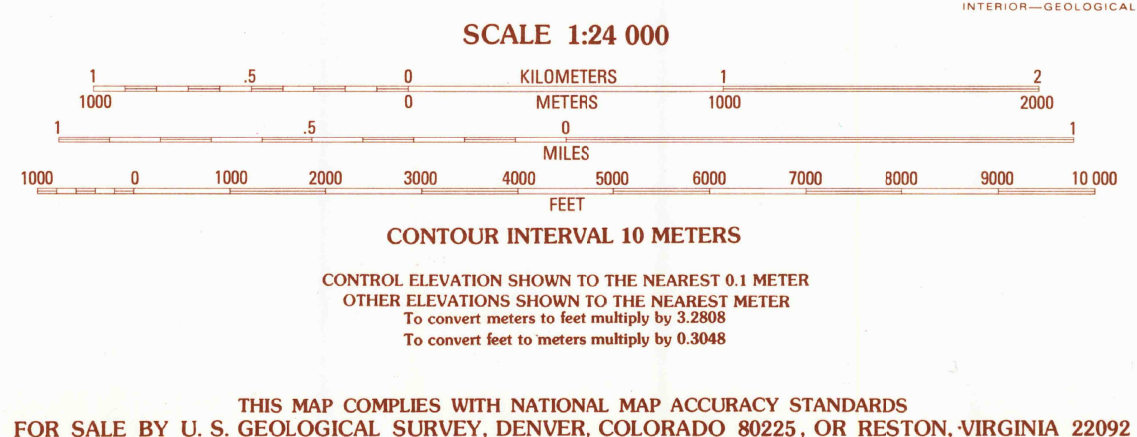 INTERIOR—GEOLOGICAL
SCALE 1:24 000
1 .5 0 KILOMETERS 1 2
1000 0 METERS 1000 2000
1 .5 0 1
MILES
1000 0 1000 2000 3000 4000 5000 6000 7000 8000 9000 10 000
FEET
CONTOUR INTERVAL 10 METERS
CONTROL ELEVATION SHOWN TO THE NEAREST 0.1 METER
OTHER ELEVATIONS SHOWN TO THE NEAREST METER
To convert meters to feet multiply by 3.2808
To convert feet to meters multiply by 0.3048
THIS MAP COMPLIES WITH NATIONAL MAP ACCURACY STANDARDS
FOR SALE BY U. S. GEOLOGICAL SURVEY, DENVER, COLORADO 80225, OR RESTON, VIRGINIA 22092